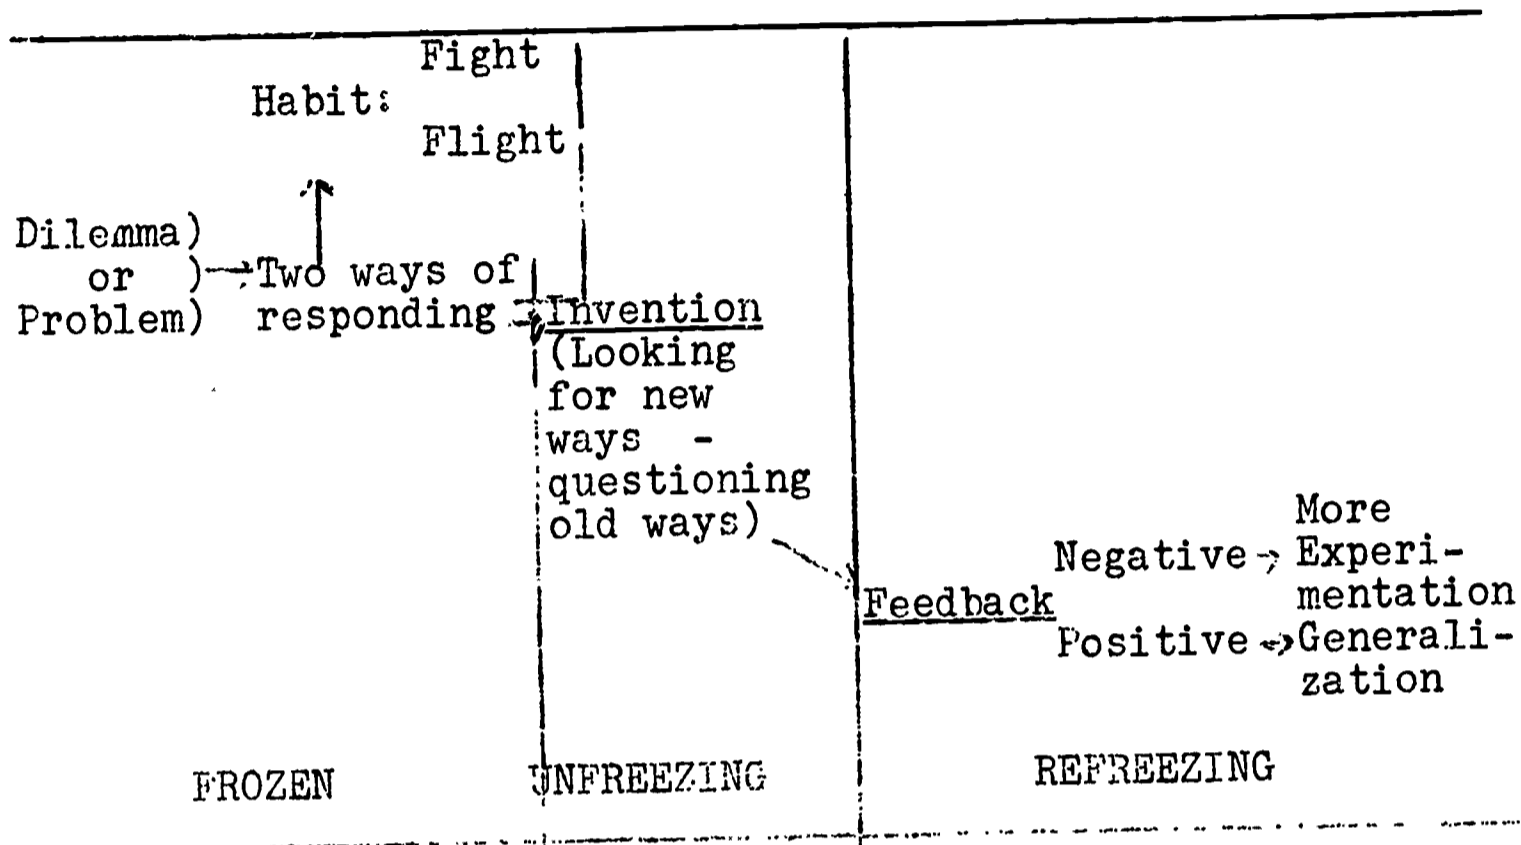 Fight
Habit:
Flight
Dilemma)
or )
Problem)
Two ways of
responding
Invention
(Looking
for new
ways -
questioning
old ways)
Feedback
Negative
More
Experi-
mentation
Positive
Generali-
zation
FROZEN
UNFREEZING
REFREEZING